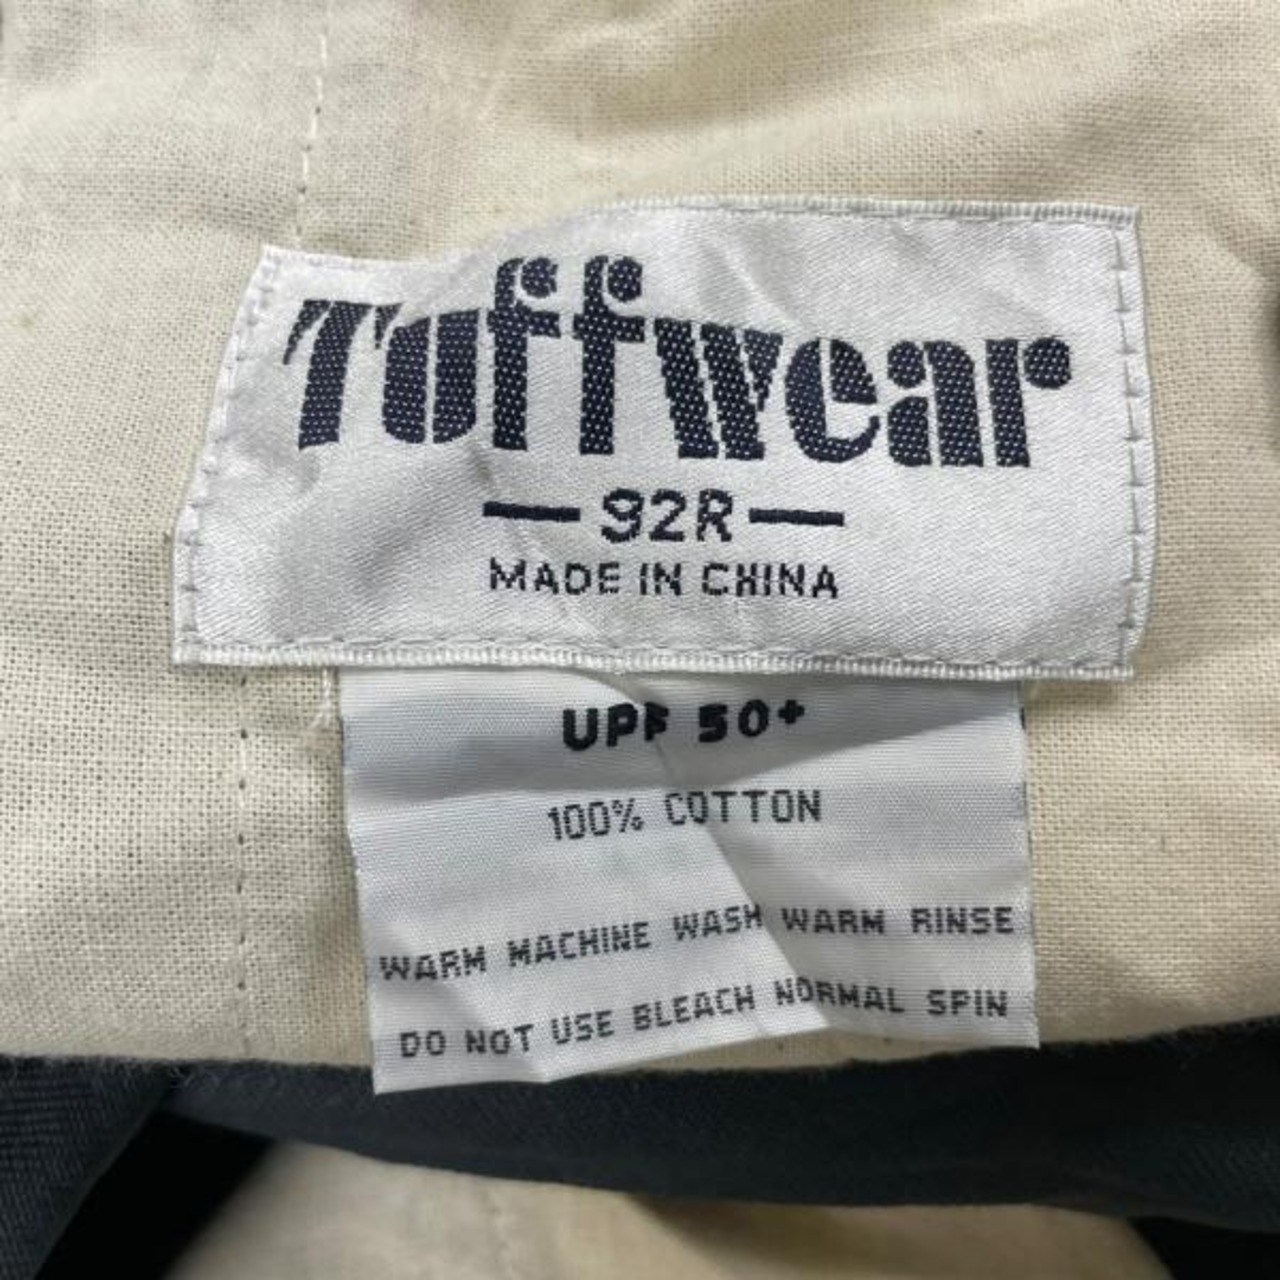 Tuffwear
92R
MADE IN CHINA
UPF 50+
100% COTTON
WARM MACHINE WASH WARM RINSE
DO NOT USE BLEACH NORMAL SPIN